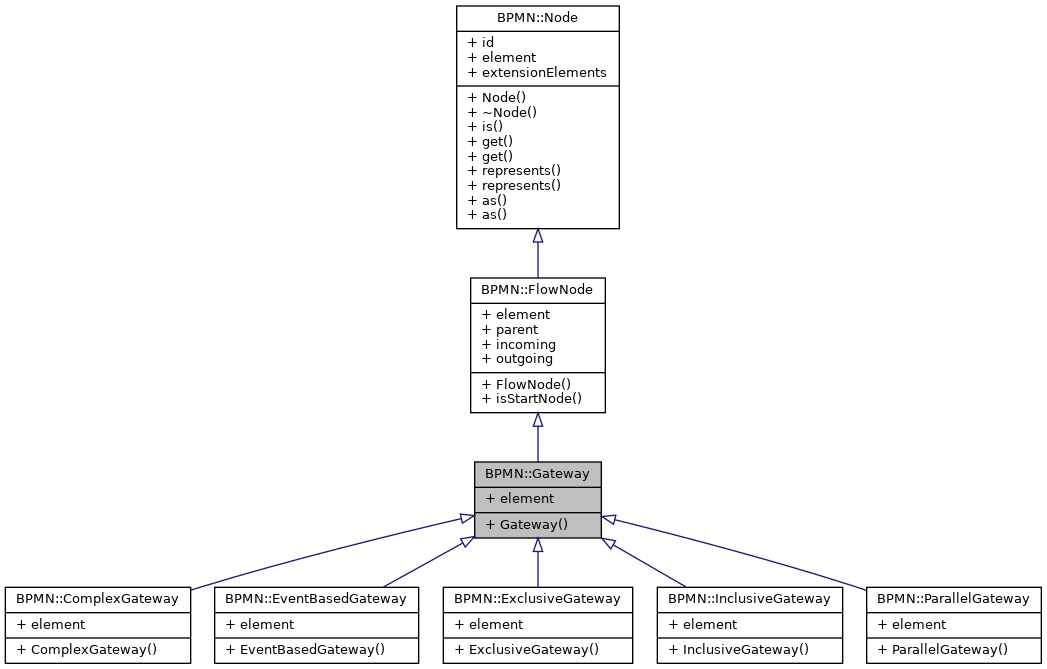 BPMN::Node
+ id
+ element
+ extensionElements
+ Node()
+ ~Node()
+ is()
+ get()
+ get()
+ represents()
+ represents()
+ as()
+ as()
BPMN::FlowNode
+ element
+ parent
+ incoming
+ outgoing
+ FlowNode()
+ isStartNode()
BPMN::Gateway
+ element
+ Gateway()
BPMN::ComplexGateway
+ element
+ ComplexGateway()
BPMN::EventBasedGateway
+ element
+ EventBasedGateway()
BPMN::ExclusiveGateway
+ element
+ ExclusiveGateway()
BPMN::InclusiveGateway
+ element
+ InclusiveGateway()
BPMN::ParallelGateway
+ element
+ ParallelGateway()